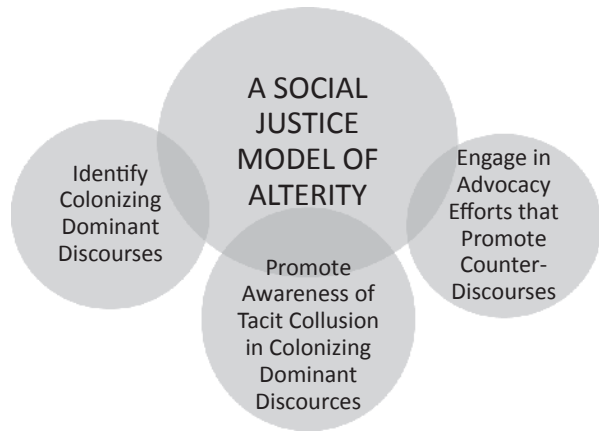 A SOCIAL
JUSTICE
MODEL OF
ALTERITY
Identify
Colonizing
Dominant
Discourses
Promote
Awareness of
Tacit Collusion
in Colonizing
Dominant
Discources
Engage in
Advocacy
Efforts that
Promote
Counter-
Discourses